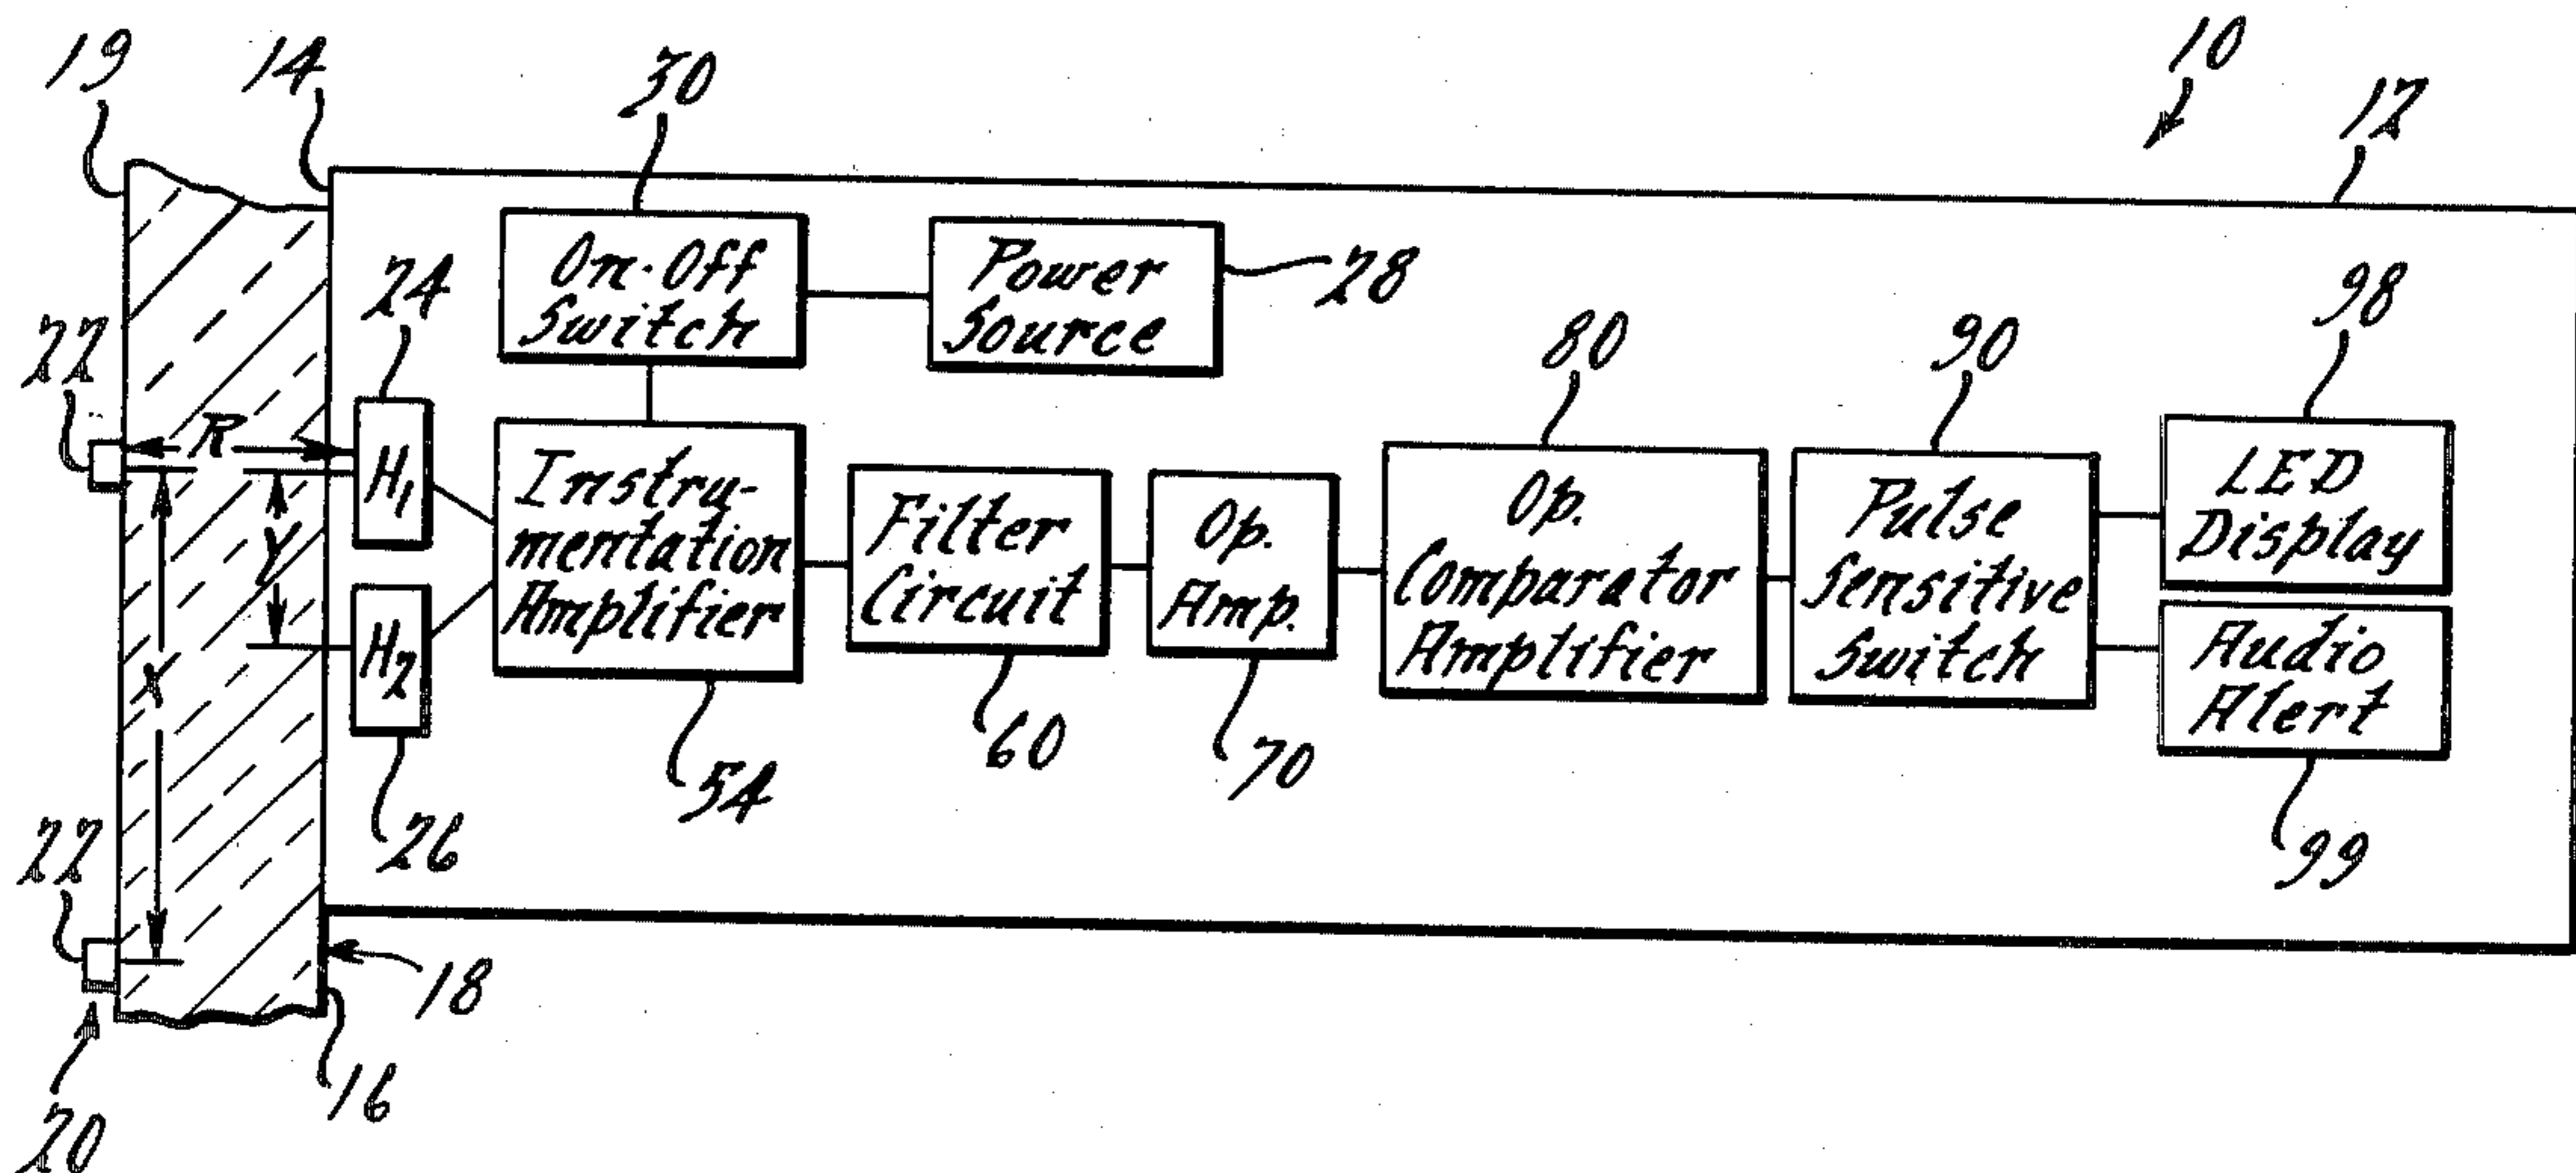 10
12
19
14
30
On-Off
Switch
Power
Source
28
24
22
R
H1
Y
X
H2
26
Instru-
mentation
Amplifier
54
Filter
Circuit
60
Op.
Amp.
70
80
Op.
Comparator
Amplifier
90
Pulse
Sensitive
Switch
98
LED
Display
Audio
Alert
99
22
18
16
20